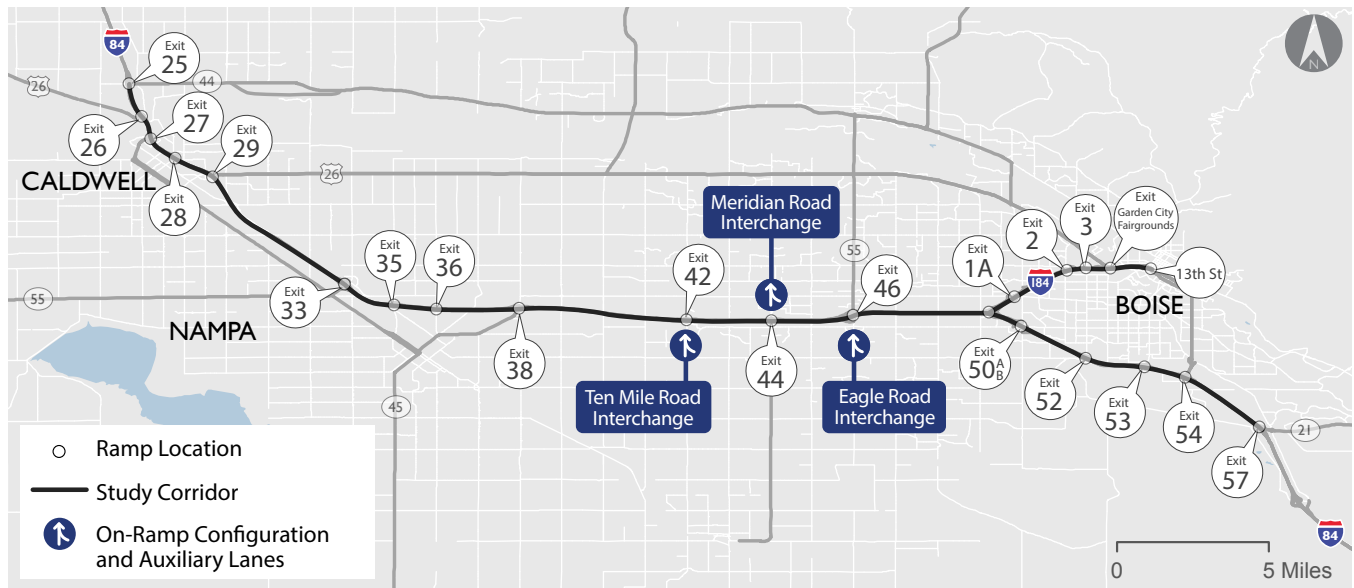 84
Exit
25
44
26
Exit
26
Exit
27
Exit
29
CALDWELL
Exit
28
26
Meridian Road
Interchange
Exit
2
Exit
3
Exit
Garden City
Fairgrounds
13th St
Exit
1A
184
BOISE
55
Exit
33
Exit
35
Exit
36
Exit
42
55
Exit
46
NAMPA
Exit
38
Exit
44
Exit
50 A
B
Exit
52
Exit
53
Exit
54
Exit
57
21
Ten Mile Road
Interchange
Eagle Road
Interchange
45
Ramp Location
Study Corridor
On-Ramp Configuration
and Auxiliary Lanes
84
0 5 Miles
N